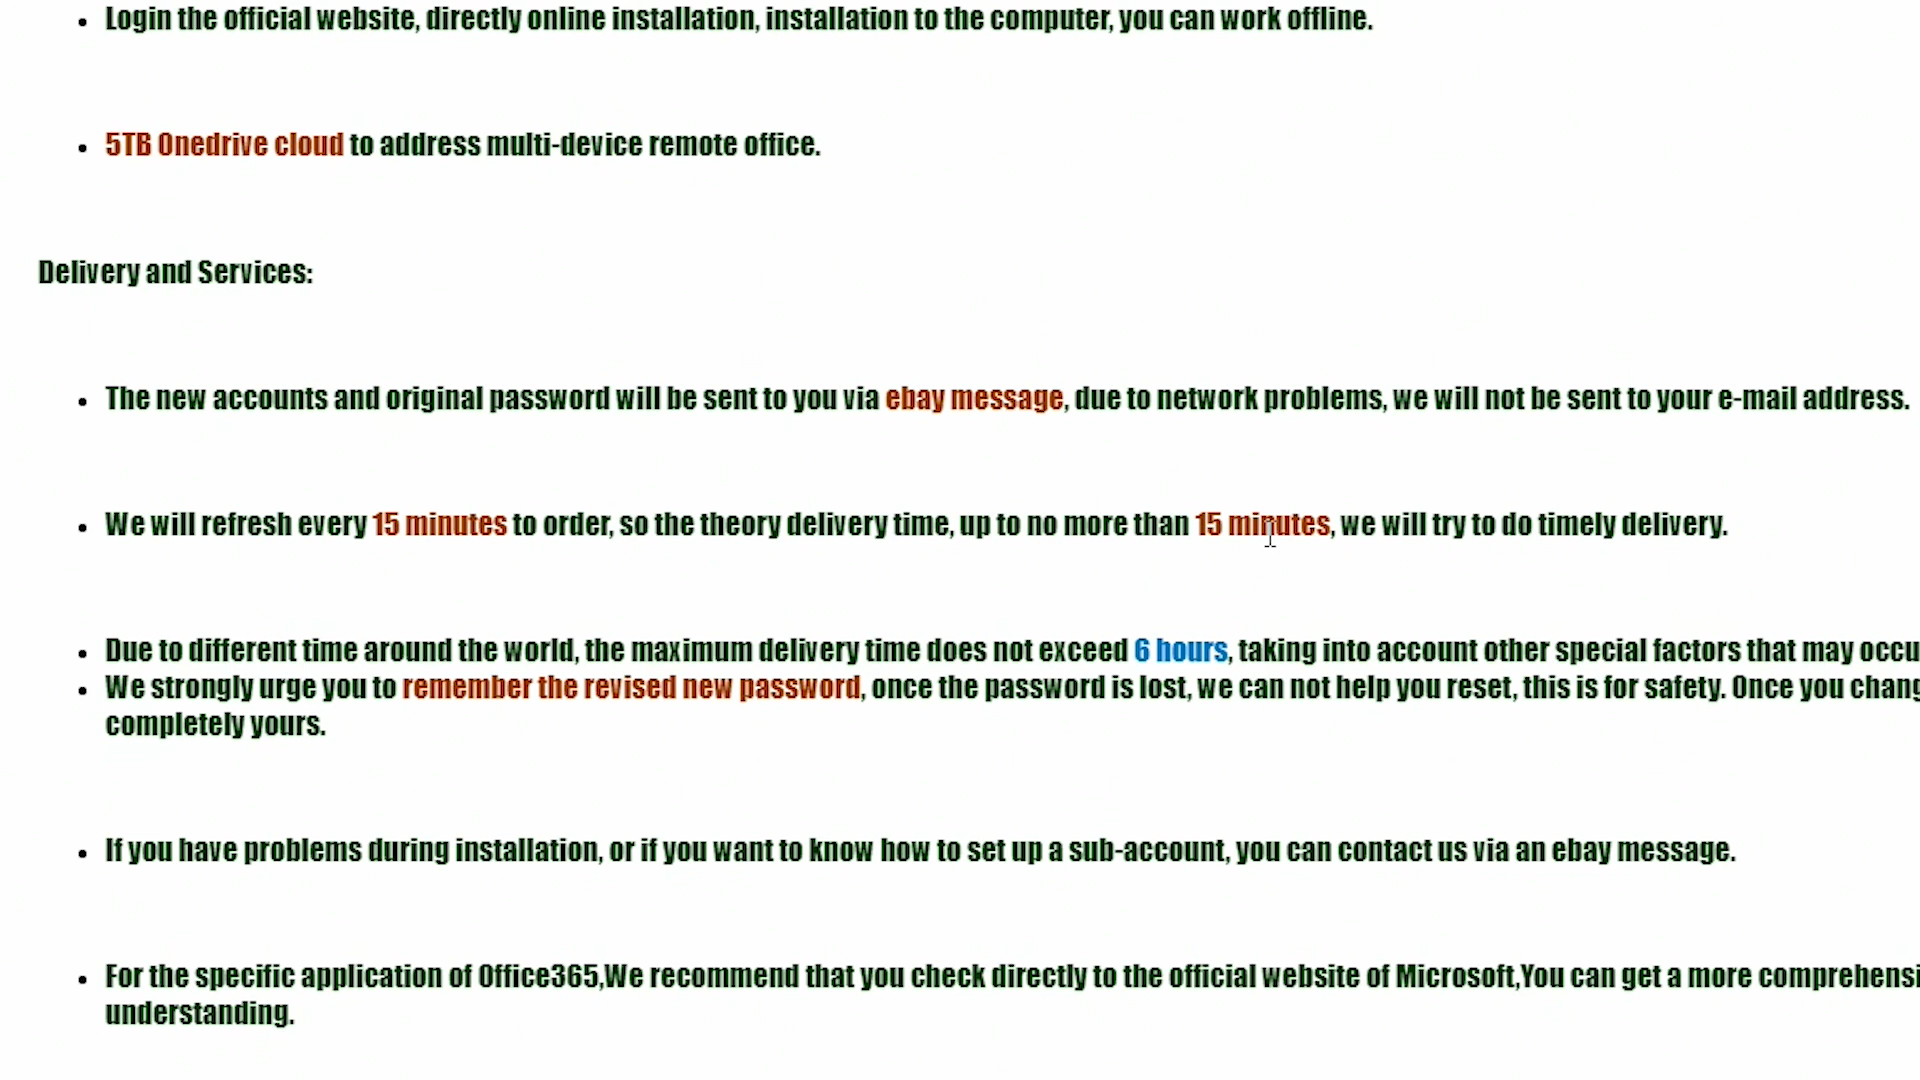 Login the official website, directly online installation, installation to the computer, you can work offline.
5TB Onedrive cloud to address multi-device remote office.
Delivery and Services:
The new accounts and original password will be sent to you via ebay message, due to network problems, we will not be sent to your e-mail address.
We will refresh every 15 minutes to order, so the theory delivery time, up to no more than 15 minutes, we will try to do timely delivery.
Due to different time around the world, the maximum delivery time does not exceed 6 hours, taking into account other special factors that may
We strongly urge you to remember the revised new password, once the password is lost, we can not help you reset, this is for safety. Once you
completely yours.
If you have problems during installation, or if you want to know how to set up a sub-account, you can contact us via an ebay message.
For the specific application of Office365,We recommend that you check directly to the official website of Microsoft,You can get a more
understanding.